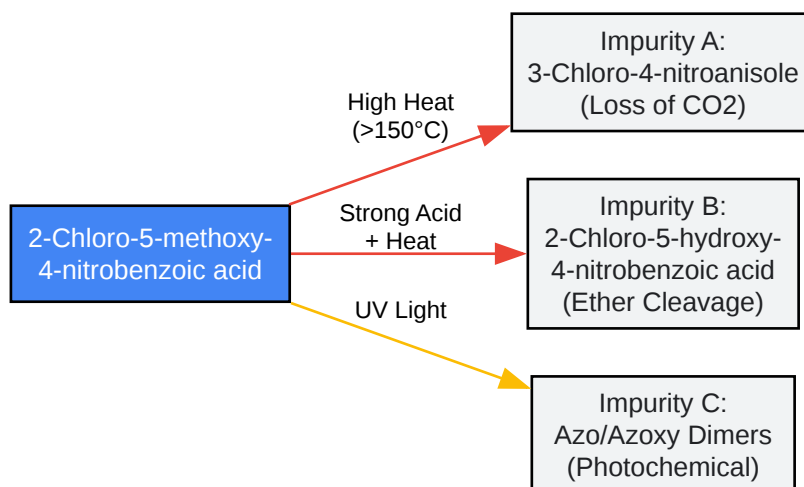 Impurity A:
3-Chloro-4-nitroanisole
(Loss of CO2)
High Heat
(>150°C)
2-Chloro-5-methoxy-
4-nitrobenzoic acid
Strong Acid
+ Heat
Impurity B:
2-Chloro-5-hydroxy-
4-nitrobenzoic acid
(Ether Cleavage)
UV Light
Impurity C:
Azo/Azoxy Dimers
(Photochemical)